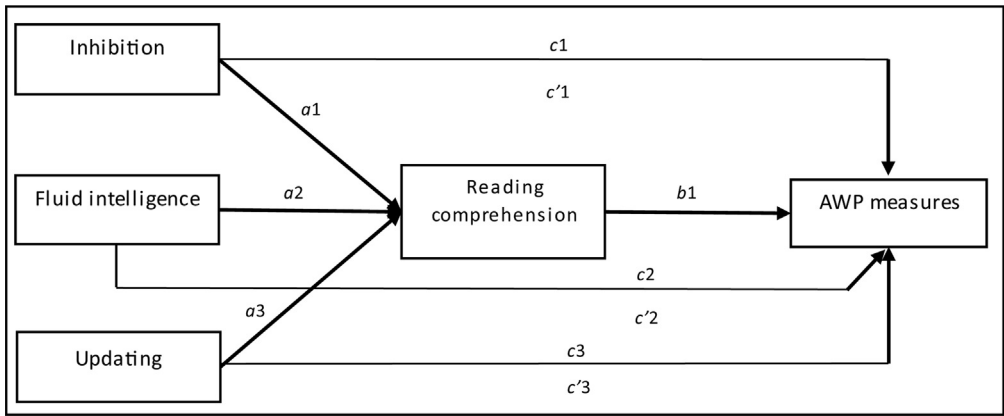 Inhibition
c1
c'1
a1
Fluid intelligence
a2
Reading
comprehension
b1
AWP measures
c2
a3
c'2
Updating
c3
c'3